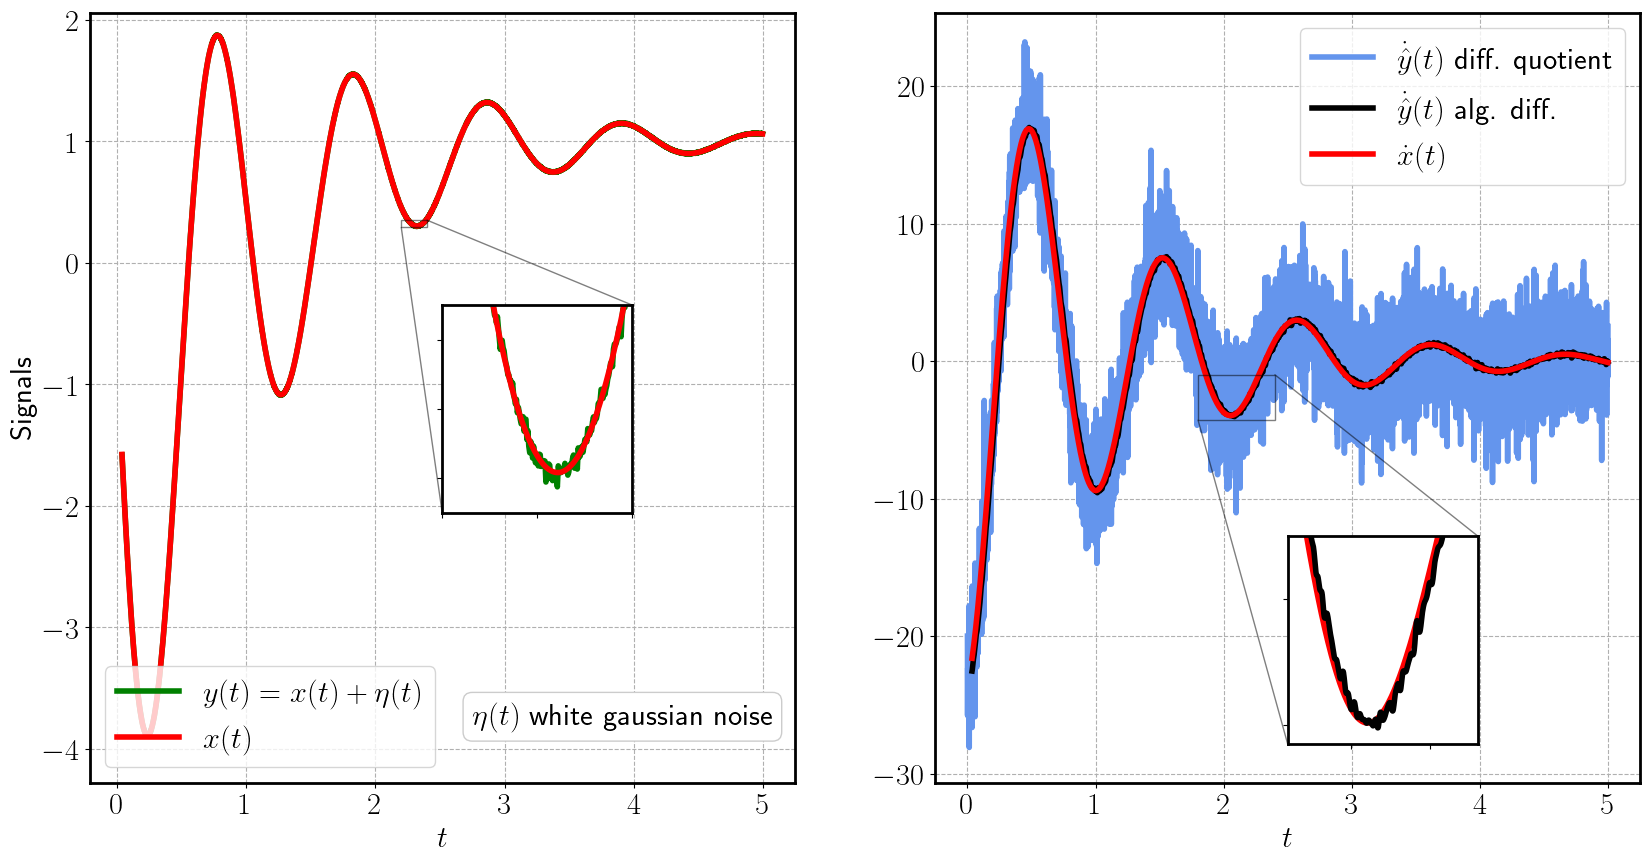 2
1
0
−1
−2
−3
−4
Signals
y(t) = x(t) + η(t)
x(t)
η(t) white gaussian noise
0 1 2 3 4 5
t
20
10
0
−10
−20
−30
ŷ̇(t) diff. quotient
ŷ̇(t) alg. diff.
ẋ(t)
0 1 2 3 4 5
t